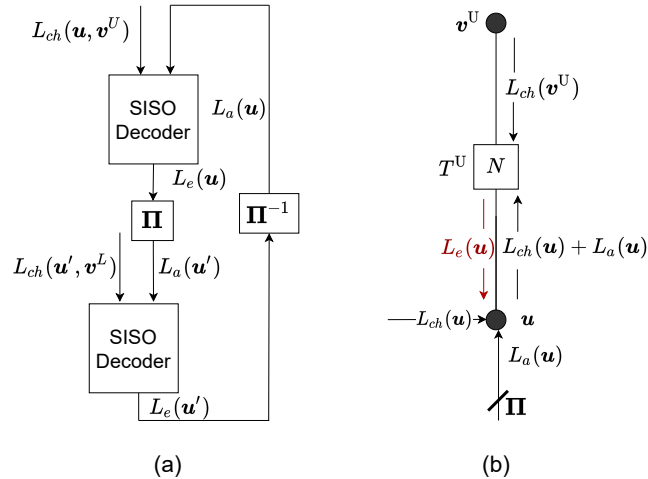 L_{ch}(u, v^U)
L_a(u)
SISO
Decoder
L_e(u)
Π
Π^{-1}
L_{ch}(u', v^L)
L_a(u')
SISO
Decoder
L_e(u')
(a)
v^U
L_{ch}(v^U)
T^U
N
L_e(u)
L_{ch}(u) + L_a(u)
L_{ch}(u)
u
L_a(u)
Π
(b)